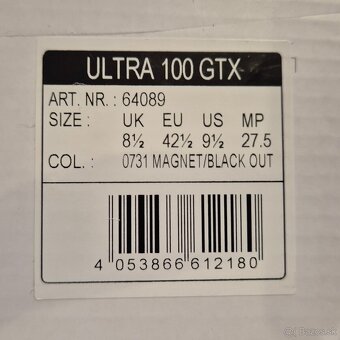 ULTRA 100 GTX
ART. NR. : 64089
SIZE : UK EU US MP
8½ 42½ 9½ 27.5
COL. : 0731 MAGNET/BLACK OUT
4 053866 612180